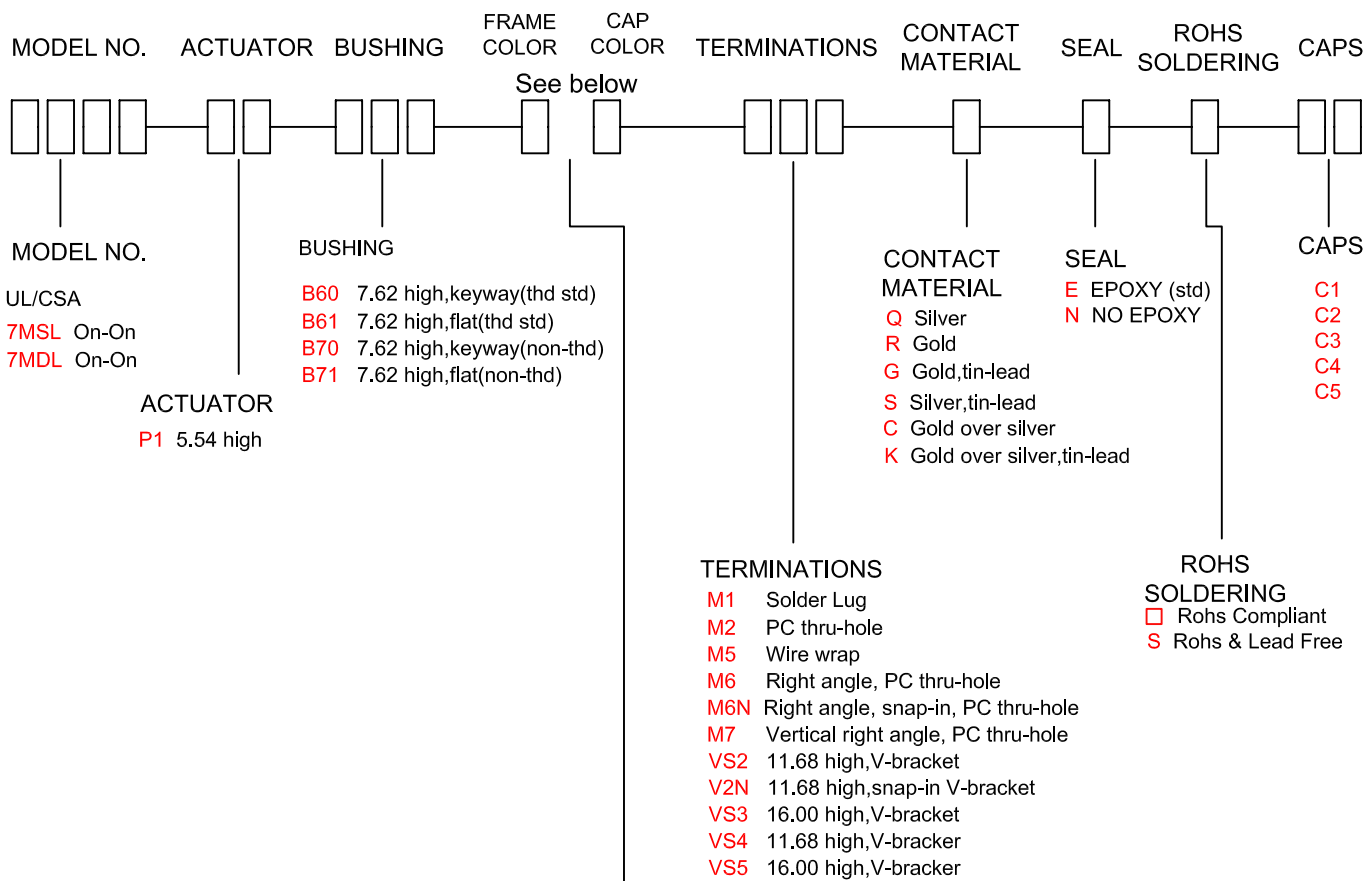 MODEL NO. ACTUATOR BUSHING FRAME COLOR CAP COLOR TERMINATIONS CONTACT MATERIAL SEAL ROHS SOLDERING CAPS
See below
MODEL NO.
UL/CSA
7MSL On-On
7MDL On-On
ACTUATOR
P1 5.54 high
BUSHING
B60 7.62 high,keyway(thd std)
B61 7.62 high,flat(thd std)
B70 7.62 high,keyway(non-thd)
B71 7.62 high,flat(non-thd)
TERMINATIONS
M1 Solder Lug
M2 PC thru-hole
M5 Wire wrap
M6 Right angle, PC thru-hole
M6N Right angle, snap-in, PC thru-hole
M7 Vertical right angle, PC thru-hole
VS2 11.68 high,V-bracket
V2N 11.68 high,snap-in V-bracket
VS3 16.00 high,V-bracket
VS4 11.68 high,V-bracker
VS5 16.00 high,V-bracker
CONTACT
MATERIAL
Q Silver
R Gold
G Gold,tin-lead
S Silver,tin-lead
C Gold over silver
K Gold over silver,tin-lead
SEAL
E EPOXY (std)
N NO EPOXY
ROHS
SOLDERING
Rohs Compliant
S Rohs & Lead Free
CAPS
C1
C2
C3
C4
C5